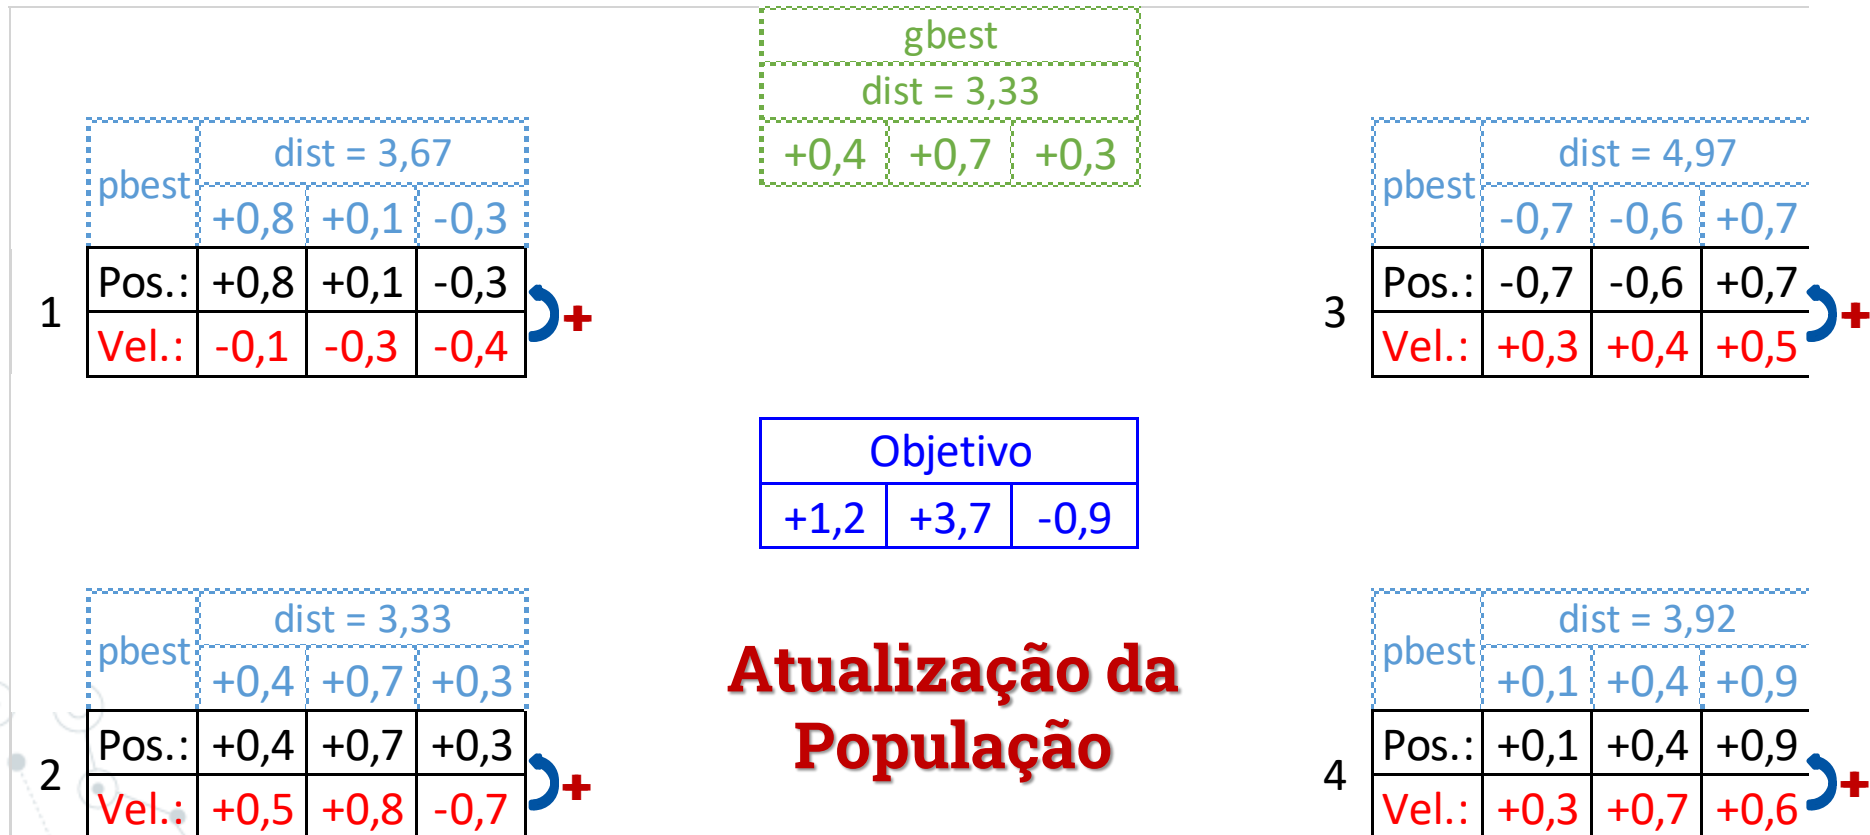 gbest
dist = 3,33
+0,4 +0,7 +0,3
dist = 3,67
pbest
+0,8 +0,1 -0,3
1
Pos.: +0,8 +0,1 -0,3
Vel.: -0,1 -0,3 -0,4
+
dist = 4,97
pbest
-0,7 -0,6 +0,7
3
Pos.: -0,7 -0,6 +0,7
Vel.: +0,3 +0,4 +0,5
+
Objetivo
+1,2 +3,7 -0,9
dist = 3,33
pbest
+0,4 +0,7 +0,3
2
Pos.: +0,4 +0,7 +0,3
Vel.: +0,5 +0,8 -0,7
+
Atualização da
População
dist = 3,92
pbest
+0,1 +0,4 +0,9
4
Pos.: +0,1 +0,4 +0,9
Vel.: +0,3 +0,7 +0,6
+